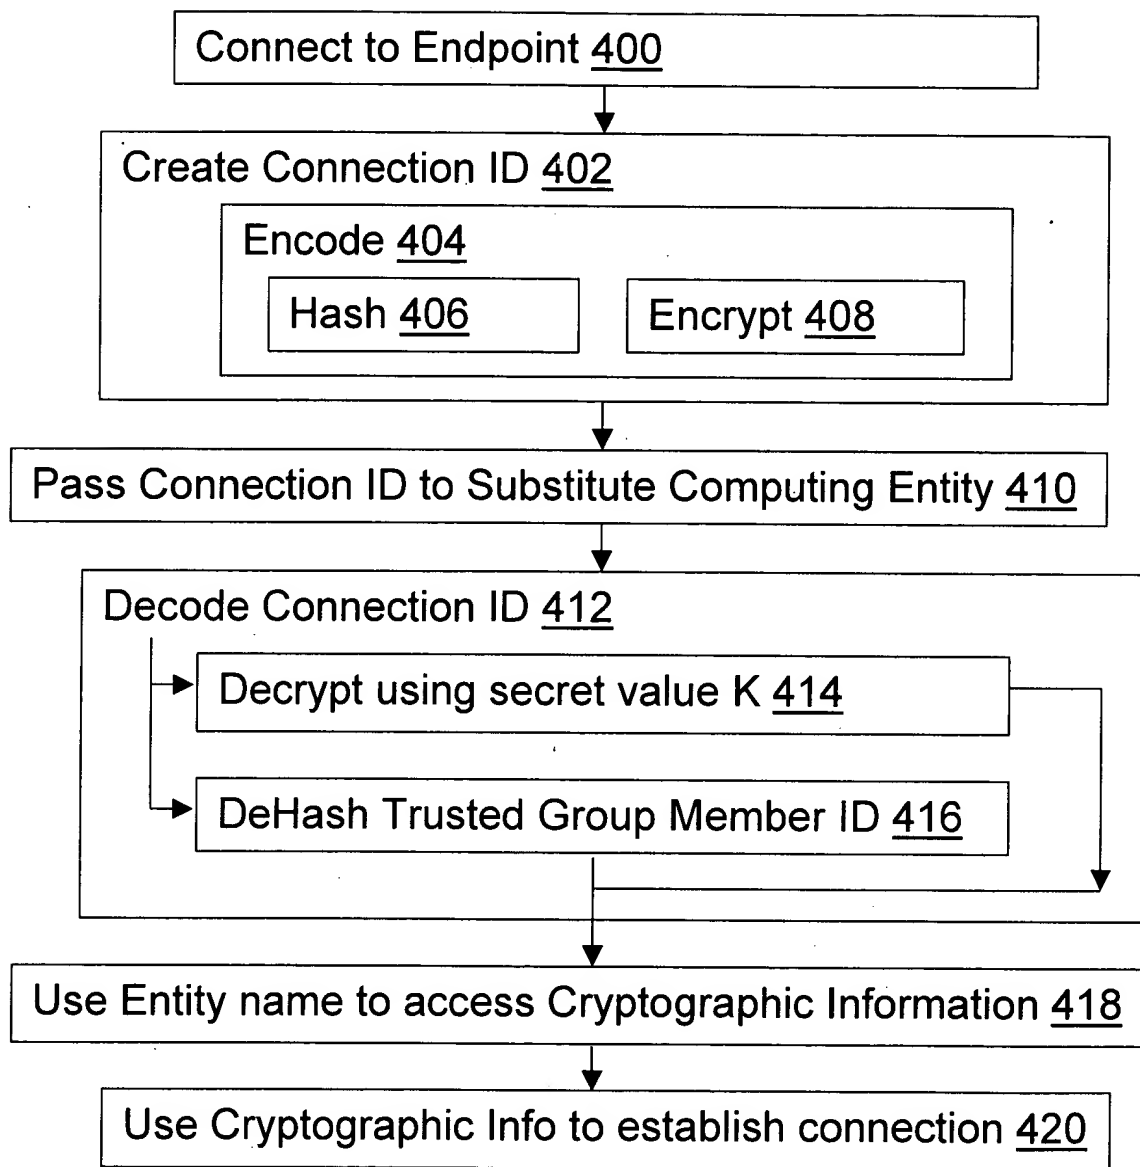 Connect to Endpoint 400
Create Connection ID 402
Encode 404
Hash 406
Encrypt 408
Pass Connection ID to Substitute Computing Entity 410
Decode Connection ID 412
Decrypt using secret value K 414
DeHash Trusted Group Member ID 416
Use Entity name to access Cryptographic Information 418
Use Cryptographic Info to establish connection 420